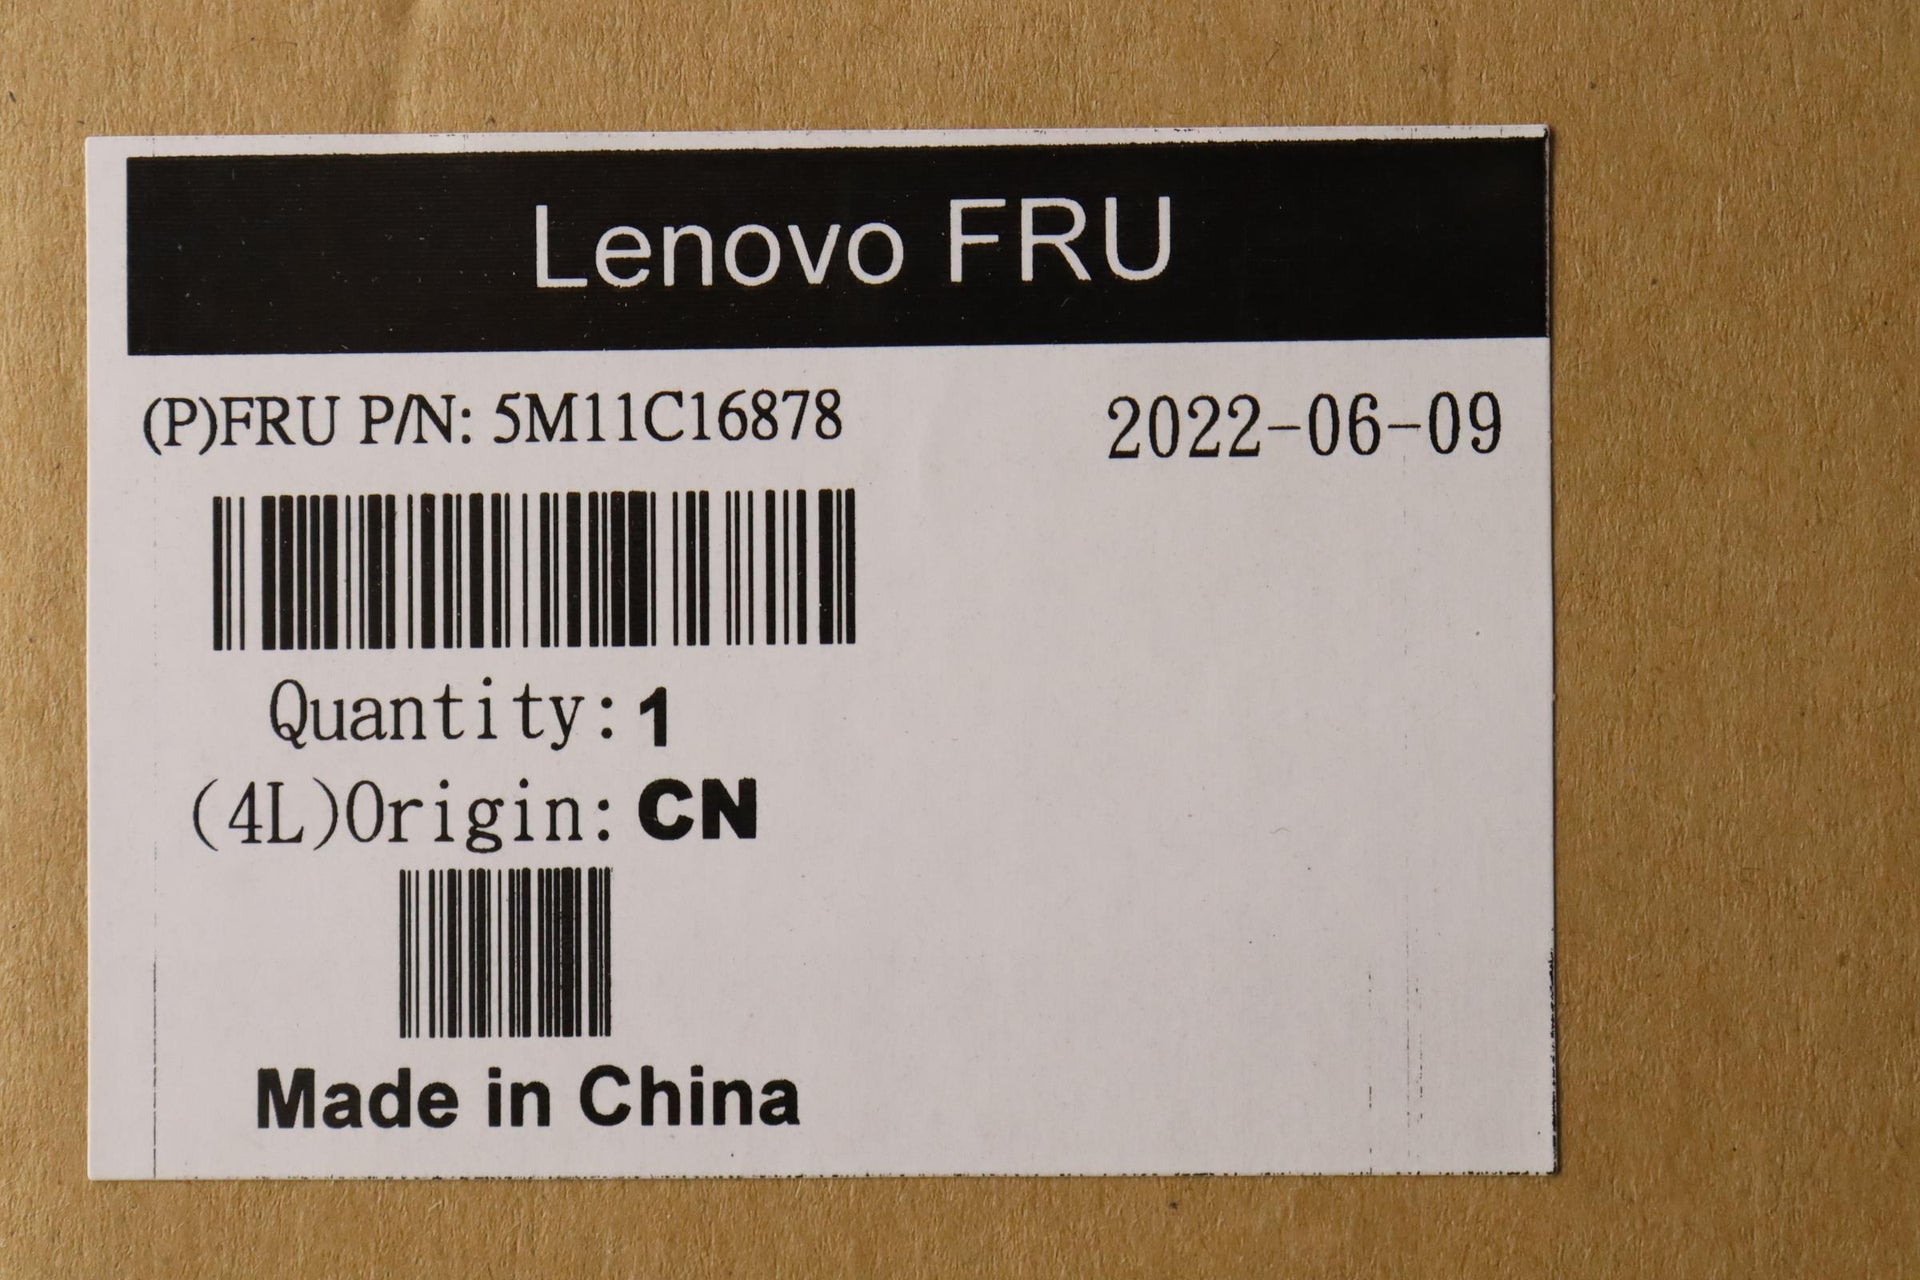 Lenovo FRU
(P)FRU P/N: 5M11C16878
2022-06-09
Quantity: 1
(4L)Origin: CN
Made in China